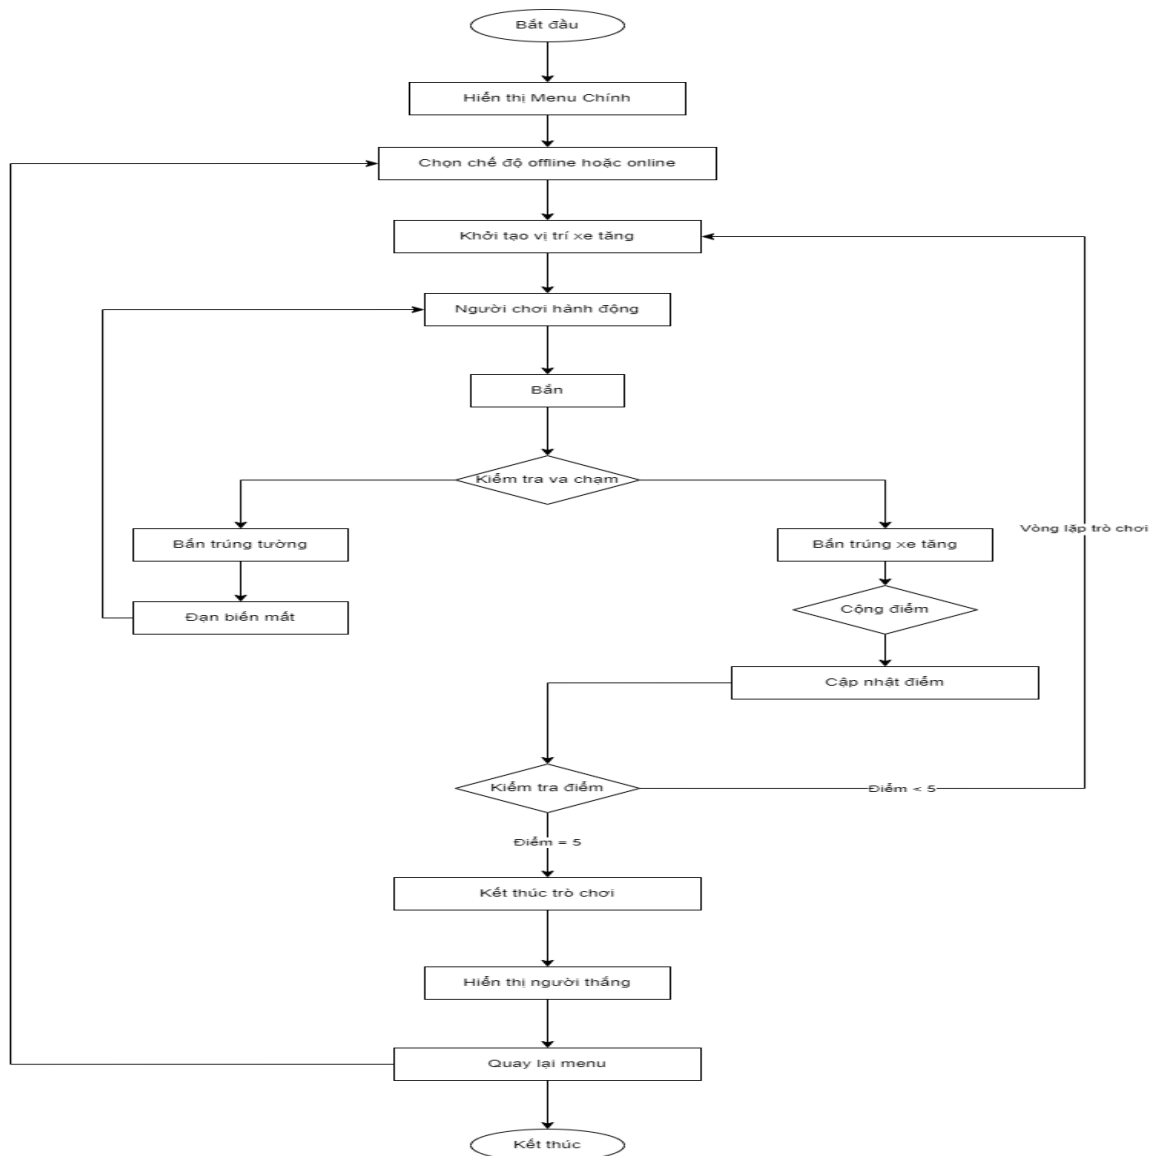 Bắt đầu
Hiển thị Menu Chính
Chọn chế độ offline hoặc online
Khởi tạo vị trí xe tăng
Người chơi hành động
Bắn
Kiểm tra va chạm
Vòng lặp trò chơi
Bắn trúng tường
Bắn trúng xe tăng
Cộng điểm
Đạn biến mất
Cập nhật điểm
Kiểm tra điểm
Điểm < 5
Điểm = 5
Kết thúc trò chơi
Hiển thị người thắng
Quay lại menu
Kết thúc